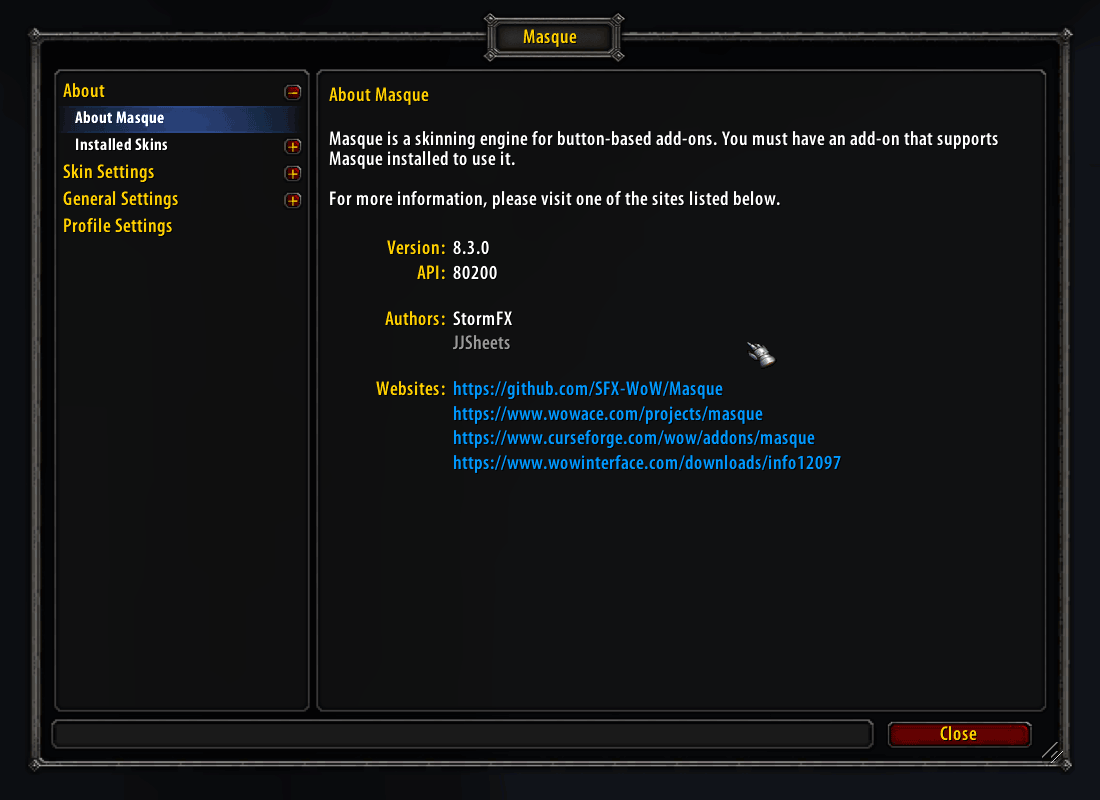 Masque
About
About Masque
Installed Skins
Skin Settings
General Settings
Profile Settings
About Masque
Masque is a skinning engine for button-based add-ons. You must have an add-on that supports
Masque installed to use it.
For more information, please visit one of the sites listed below.
Version: 8.3.0
API: 80200
Authors: StormFX
JJSheets
Websites: https://github.com/SFX-WoW/Masque
https://www.wowace.com/projects/masque
https://www.curseforge.com/wow/addons/masque
https://www.wowinterface.com/downloads/info12097
Close